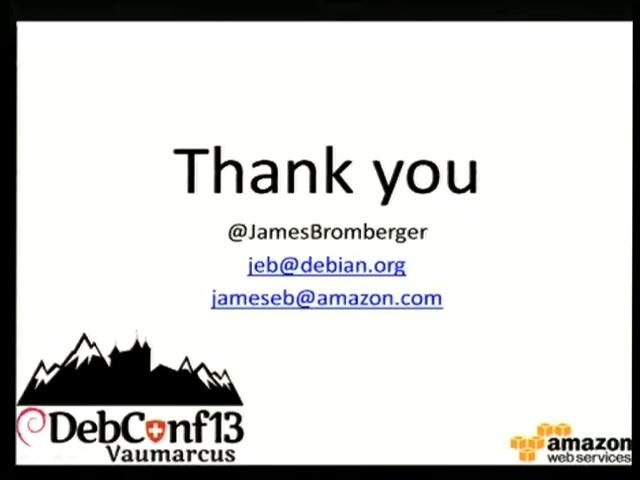 Thank you
@JamesBromberger
jeb@debian.org
jameseb@amazon.com
DebConf13
Vaumarcus
amazon
web services